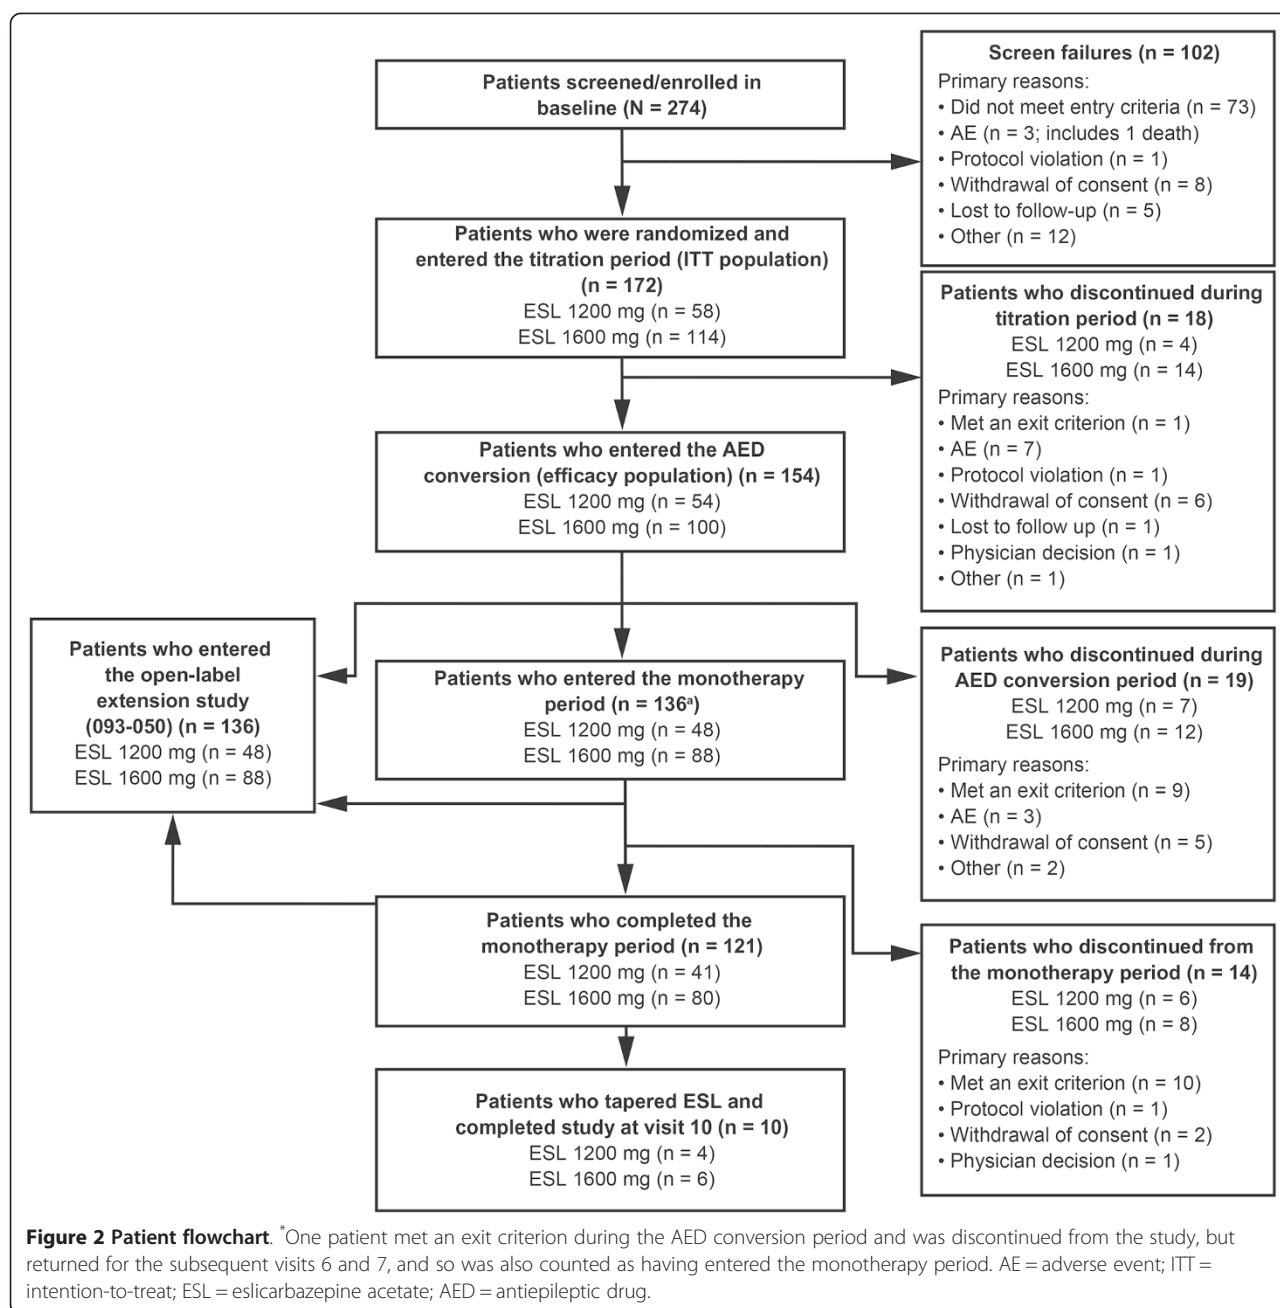 Patients screened/enrolled in
baseline (N = 274)
Screen failures (n = 102)
Primary reasons:
• Did not meet entry criteria (n = 73)
• AE (n = 3; includes 1 death)
• Protocol violation (n = 1)
• Withdrawal of consent (n = 8)
• Lost to follow-up (n = 5)
• Other (n = 12)
Patients who were randomized and
entered the titration period (ITT population)
(n = 172)
ESL 1200 mg (n = 58)
ESL 1600 mg (n = 114)
Patients who discontinued during
titration period (n = 18)
ESL 1200 mg (n = 4)
ESL 1600 mg (n = 14)
Primary reasons:
• Met an exit criterion (n = 1)
• AE (n = 7)
• Protocol violation (n = 1)
• Withdrawal of consent (n = 6)
• Lost to follow up (n = 1)
• Physician decision (n = 1)
• Other (n = 1)
Patients who entered the AED
conversion (efficacy population) (n = 154)
ESL 1200 mg (n = 54)
ESL 1600 mg (n = 100)
Patients who entered
the open-label
extension study
(093-050) (n = 136)
ESL 1200 mg (n = 48)
ESL 1600 mg (n = 88)
Patients who entered the monotherapy
period (n = 136ᵃ)
ESL 1200 mg (n = 48)
ESL 1600 mg (n = 88)
Patients who discontinued during
AED conversion period (n = 19)
ESL 1200 mg (n = 7)
ESL 1600 mg (n = 12)
Primary reasons:
• Met an exit criterion (n = 9)
• AE (n = 3)
• Withdrawal of consent (n = 5)
• Other (n = 2)
Patients who completed the
monotherapy period (n = 121)
ESL 1200 mg (n = 41)
ESL 1600 mg (n = 80)
Patients who discontinued from
the monotherapy period (n = 14)
ESL 1200 mg (n = 6)
ESL 1600 mg (n = 8)
Primary reasons:
• Met an exit criterion (n = 10)
• Protocol violation (n = 1)
• Withdrawal of consent (n = 2)
• Physician decision (n = 1)
Patients who tapered ESL and
completed study at visit 10 (n = 10)
ESL 1200 mg (n = 4)
ESL 1600 mg (n = 6)
Figure 2 Patient flowchart. *One patient met an exit criterion during the AED conversion period and was discontinued from the study, but
returned for the subsequent visits 6 and 7, and so was also counted as having entered the monotherapy period. AE = adverse event; ITT =
intention-to-treat; ESL = eslicarbazepine acetate; AED = antiepileptic drug.